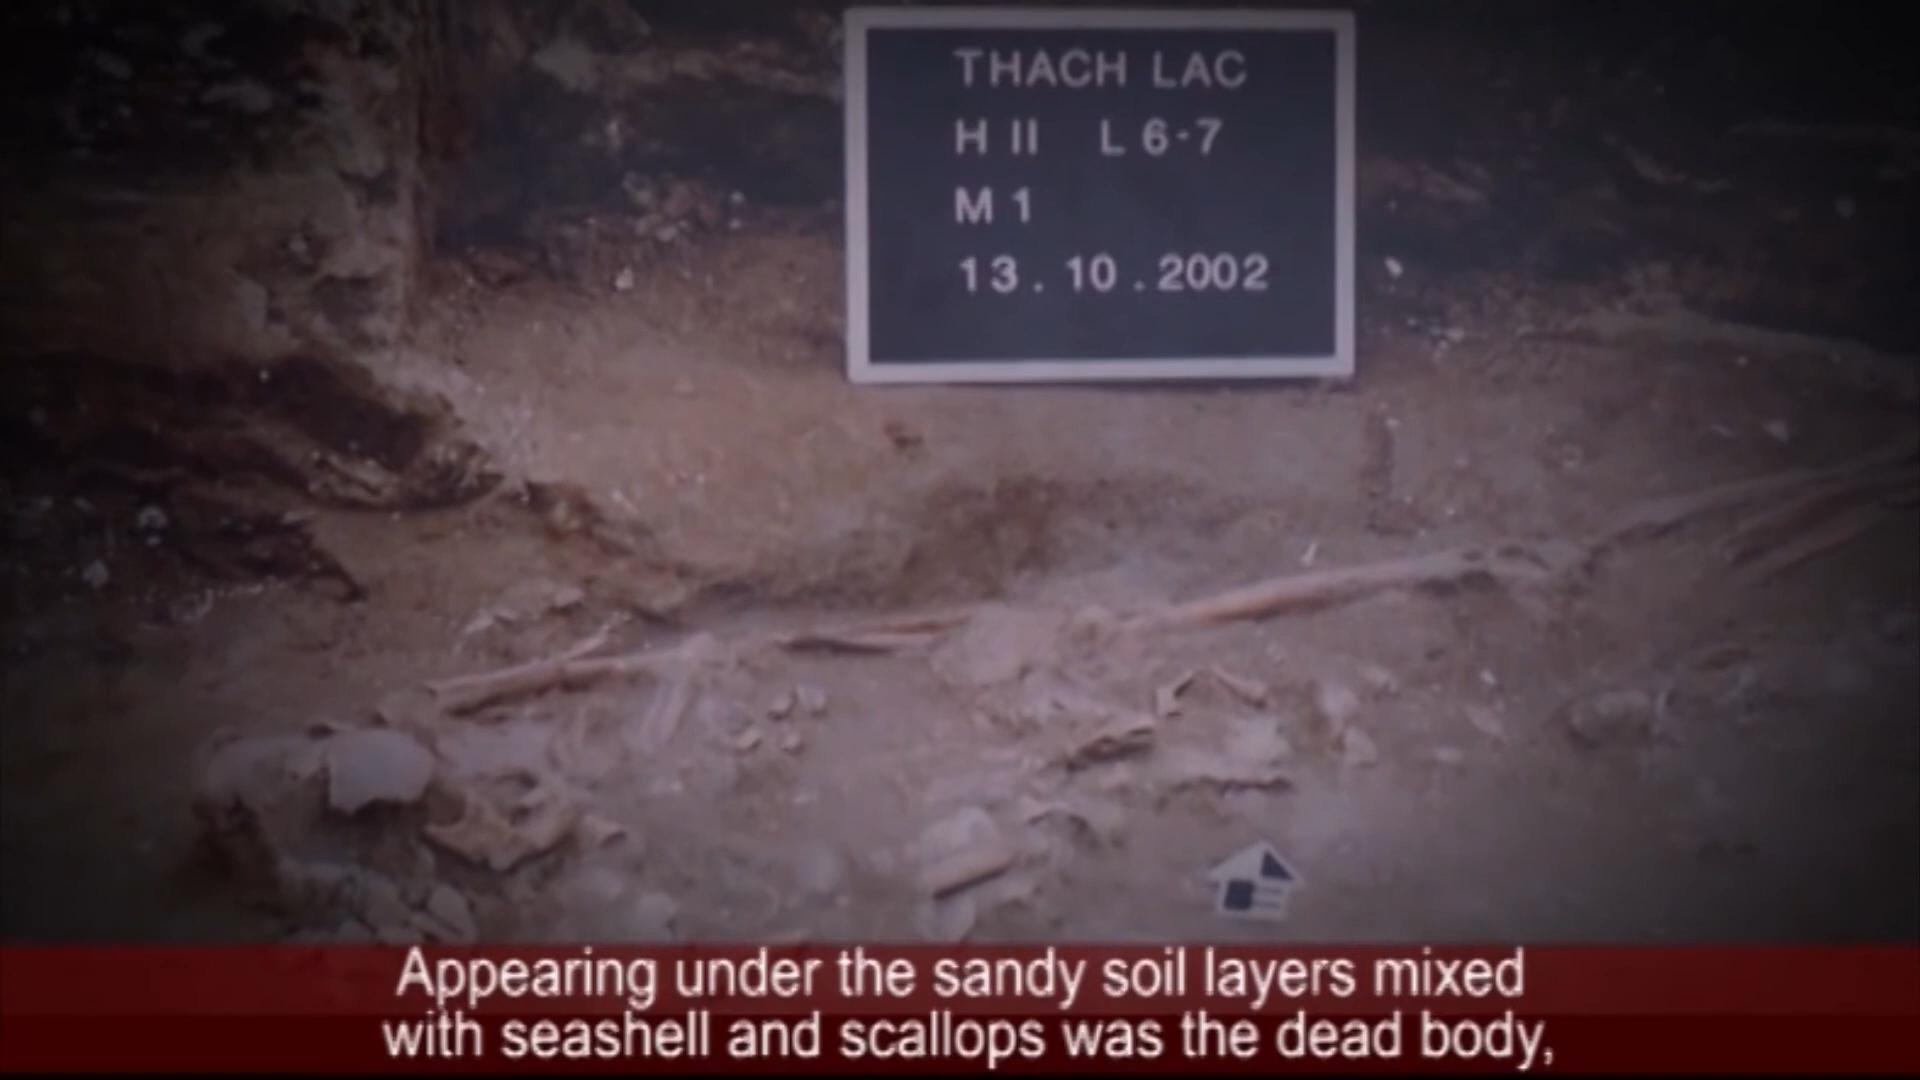 THACH LAC
H II L 6-7
M 1
13.10.2002
Appearing under the sandy soil layers mixed
with seashell and scallops was the dead body,